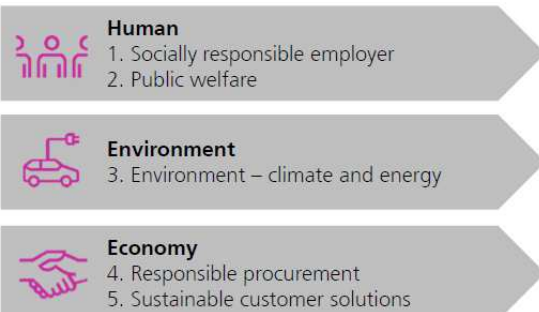 Human
1. Socially responsible employer
2. Public welfare
Environment
3. Environment – climate and energy
Economy
4. Responsible procurement
5. Sustainable customer solutions